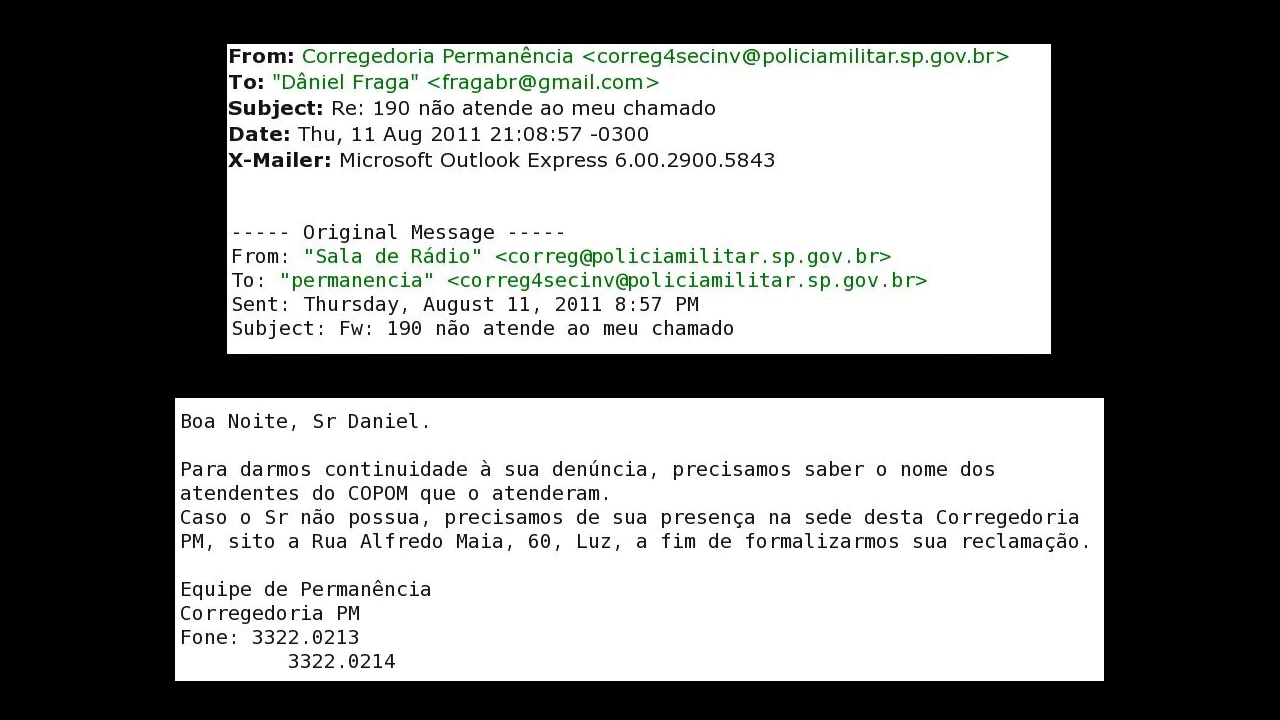 From: Corregedoria Permanência <correg4secinv@policiamilitar.sp.gov.br>
To: "Dâniel Fraga" <fragabr@gmail.com>
Subject: Re: 190 não atende ao meu chamado
Date: Thu, 11 Aug 2011 21:08:57 -0300
X-Mailer: Microsoft Outlook Express 6.00.2900.5843
----- Original Message -----
From: "Sala de Rádio" <correg@policiamilitar.sp.gov.br>
To: "permanencia" <correg4secinv@policiamilitar.sp.gov.br>
Sent: Thursday, August 11, 2011 8:57 PM
Subject: Fw: 190 não atende ao meu chamado
Boa Noite, Sr Daniel.
Para darmos continuidade à sua denúncia, precisamos saber o nome dos
atendentes do COPOM que o atenderam.
Caso o Sr não possua, precisamos de sua presença na sede desta Corregedoria
PM, sito a Rua Alfredo Maia, 60, Luz, a fim de formalizarmos sua reclamação.
Equipe de Permanência
Corregedoria PM
Fone: 3322.0213
3322.0214